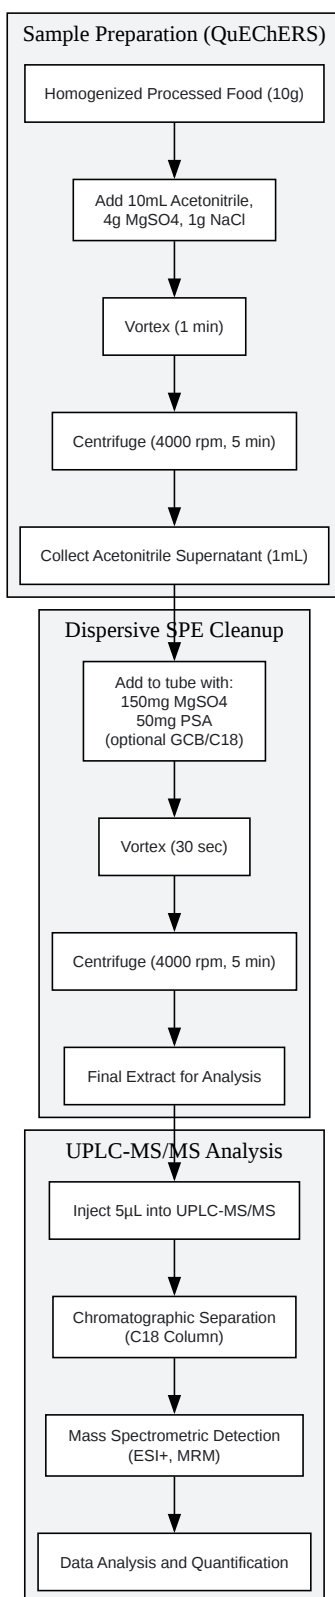 Sample Preparation (QuEChERS)
Homogenized Processed Food (10g)
Add 10mL Acetonitrile,
4g MgSO4, 1g NaCl
Vortex (1 min)
Centrifuge (4000 rpm, 5 min)
Collect Acetonitrile Supernatant (1mL)
Dispersive SPE Cleanup
Add to tube with:
150mg MgSO4
50mg PSA
(optional GCB/C18)
Vortex (30 sec)
Centrifuge (4000 rpm, 5 min)
Final Extract for Analysis
UPLC-MS/MS Analysis
Inject 5µL into UPLC-MS/MS
Chromatographic Separation
(C18 Column)
Mass Spectrometric Detection
(ESI+, MRM)
Data Analysis and Quantification